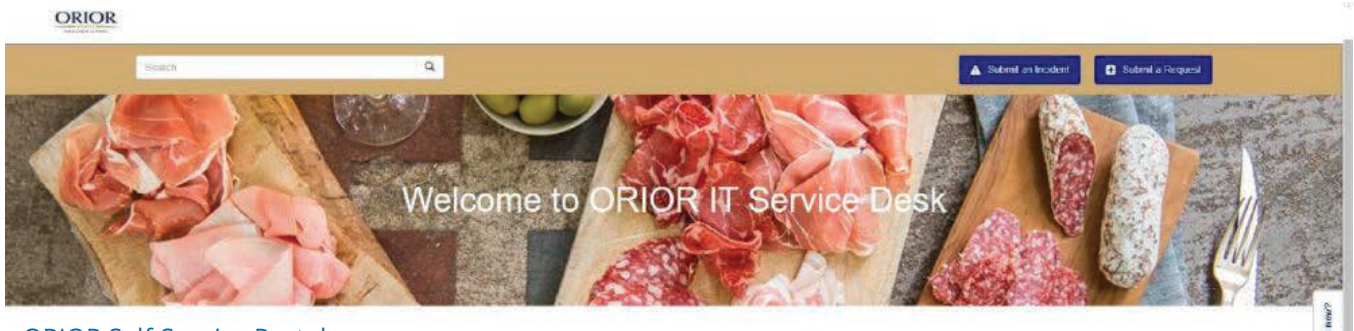 ORIOR
Search
Submit an Incident
Submit a Request
Welcome to ORIOR IT Service Desk